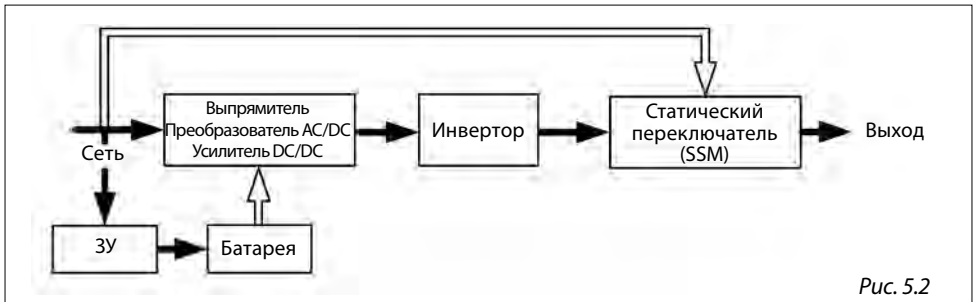 Выпрямитель
Преобразователь AC/DC
Усилитель DC/DC
Инвертор
Статический
переключатель
(SSM)
Выход
Сеть
ЗУ
Батарея
Рис. 5.2